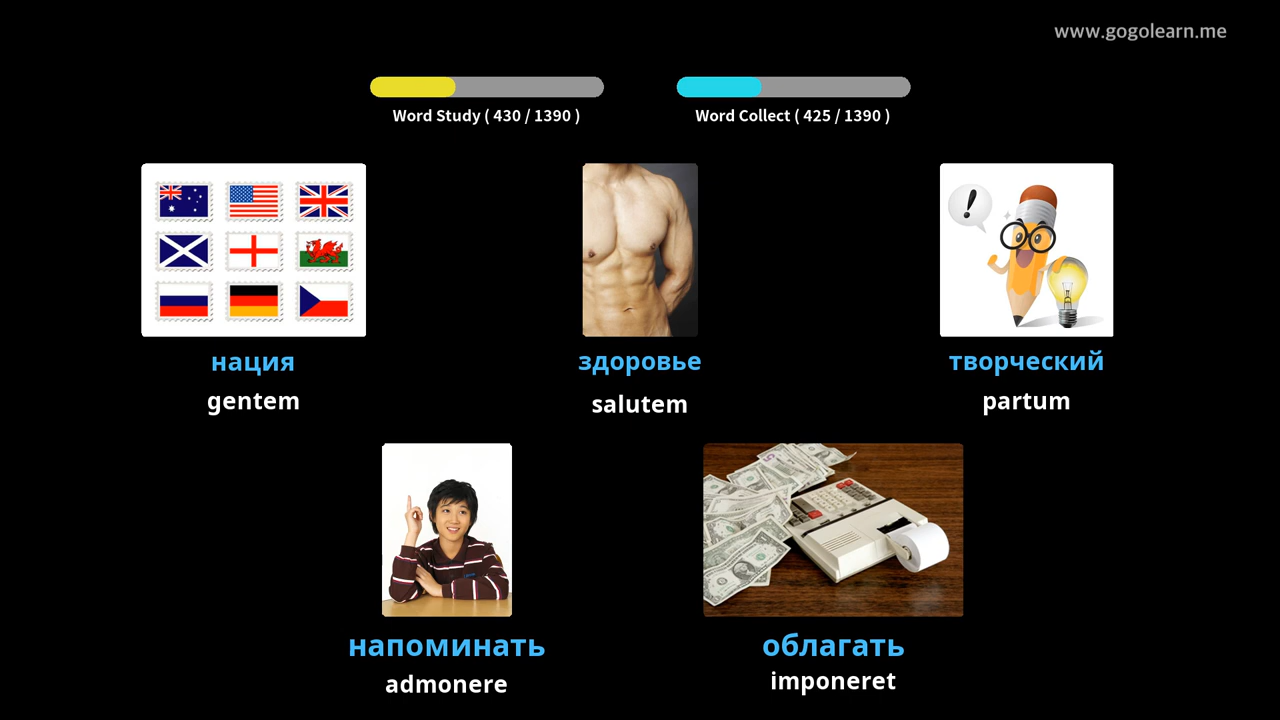 www.gogolearn.me
Word Study ( 430 / 1390 )
Word Collect ( 425 / 1390 )
нация
gentem
здоровье
salutem
творческий
partum
напоминать
admonere
облагать
imponeret